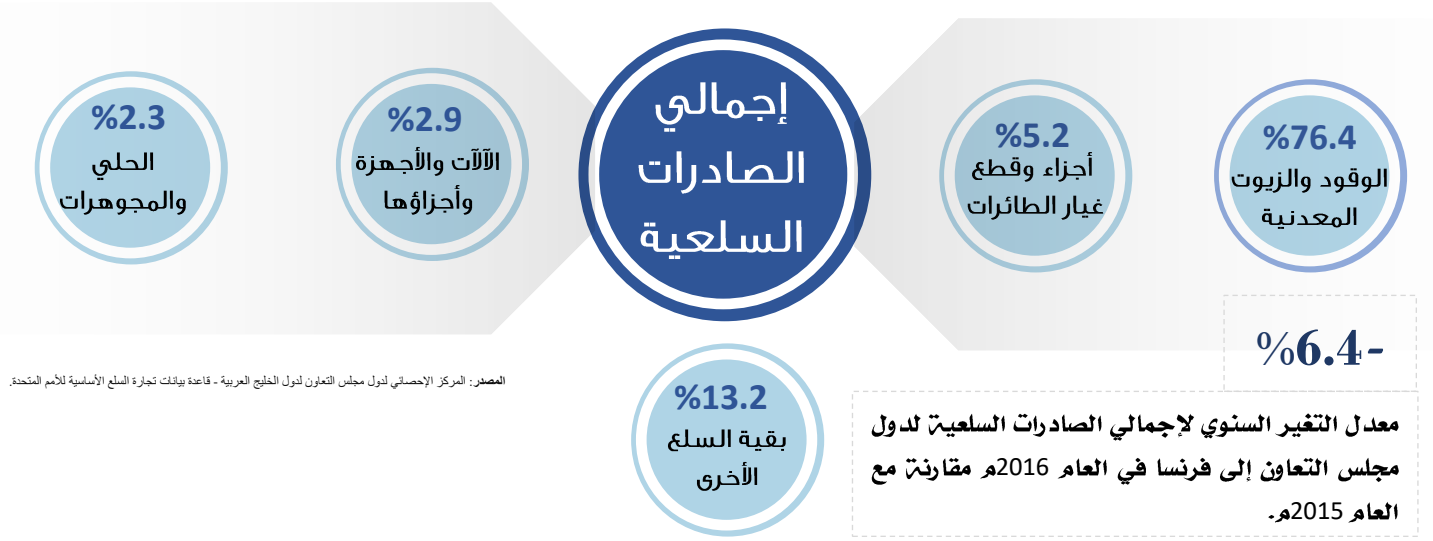 إجمالي
الصادرات
السلعية
%76.4
الوقود والزيوت
المعدنية
%5.2
أجزاء وقطع
غيار الطائرات
%2.9
الآلآت والأجهزة
وأجزاؤها
%2.3
الحلي
والمجوهرات
%13.2
بقية السلع
الأخرى
%6.4-
معدل التغير السنوي لإجمالي الصادرات السلعية لدول
مجلس التعاون إلى فرنسا في العام 2016م مقارنة مع
العام 2015م.
المصدر: المركز الإحصائي لدول مجلس التعاون لدول الخليج العربية - قاعدة بيانات تجارة السلع الأساسية للأمم المتحدة.